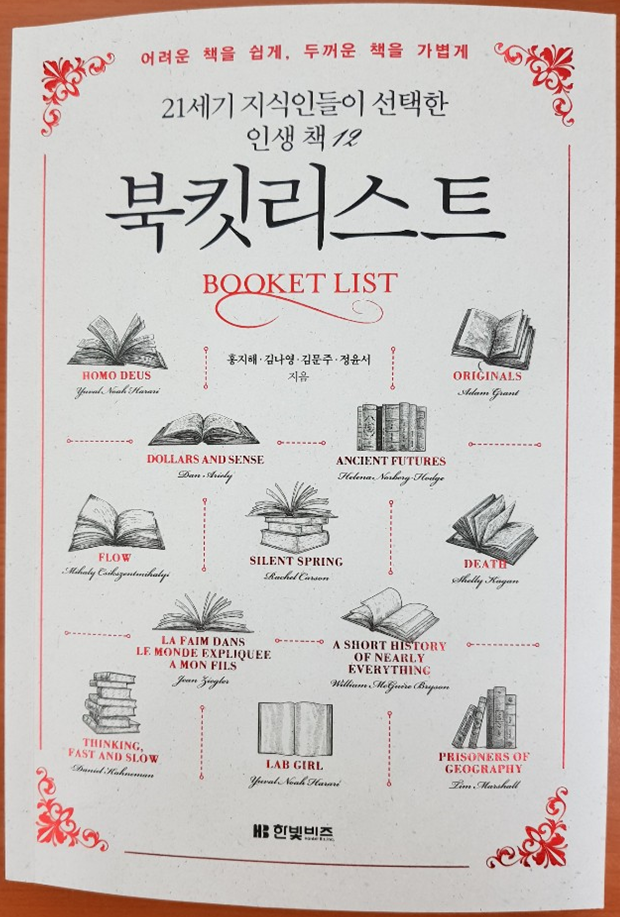 어려운 책을 쉽게, 두꺼운 책을 가볍게
21세기 지식인들이 선택한
인생 책 12
북킷리스트
BOOKET LIST
홍지해·김나영·김문주·정윤서
지음
HOMO DEUS
Yuval Noah Harari
ORIGINALS
Adam Grant
DOLLARS AND SENSE
Dan Ariely
ANCIENT FUTURES
Helena Norberg-Hodge
FLOW
Mihaly Csikszentmihalyi
SILENT SPRING
Rachel Carson
DEATH
Shelly Kagan
LA FAIM DANS
LE MONDE EXPLIQUEE
A MON FILS
Jean Ziegler
A SHORT HISTORY
OF NEARLY
EVERYTHING
William McGuire Bryson
THINKING,
FAST AND SLOW
Daniel Kahneman
LAB GIRL
Yuval Noah Harari
PRISONERS OF
GEOGRAPHY
Tim Marshall
HB 한빛비즈